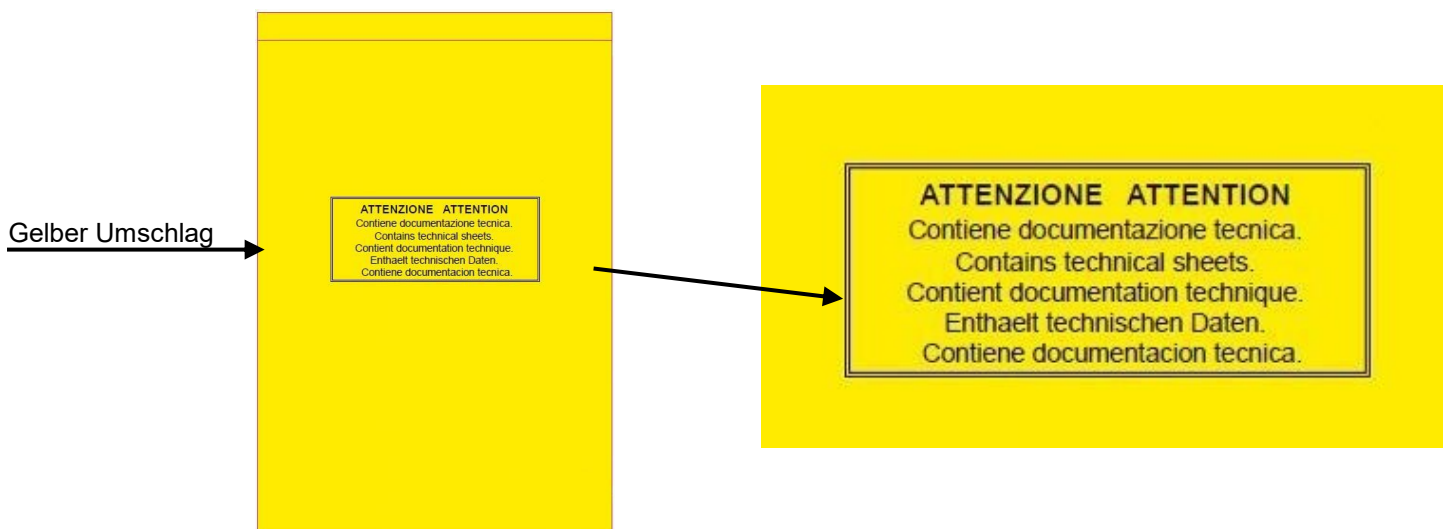 Gelber Umschlag
ATTENZIONE ATTENTION
Contiene documentazione tecnica.
Contains technical sheets.
Contient documentation technique.
Enthaelt technischen Daten.
Contiene documentacion tecnica.
ATTENZIONE ATTENTION
Contiene documentazione tecnica.
Contains technical sheets.
Contient documentation technique.
Enthaelt technischen Daten.
Contiene documentacion tecnica.